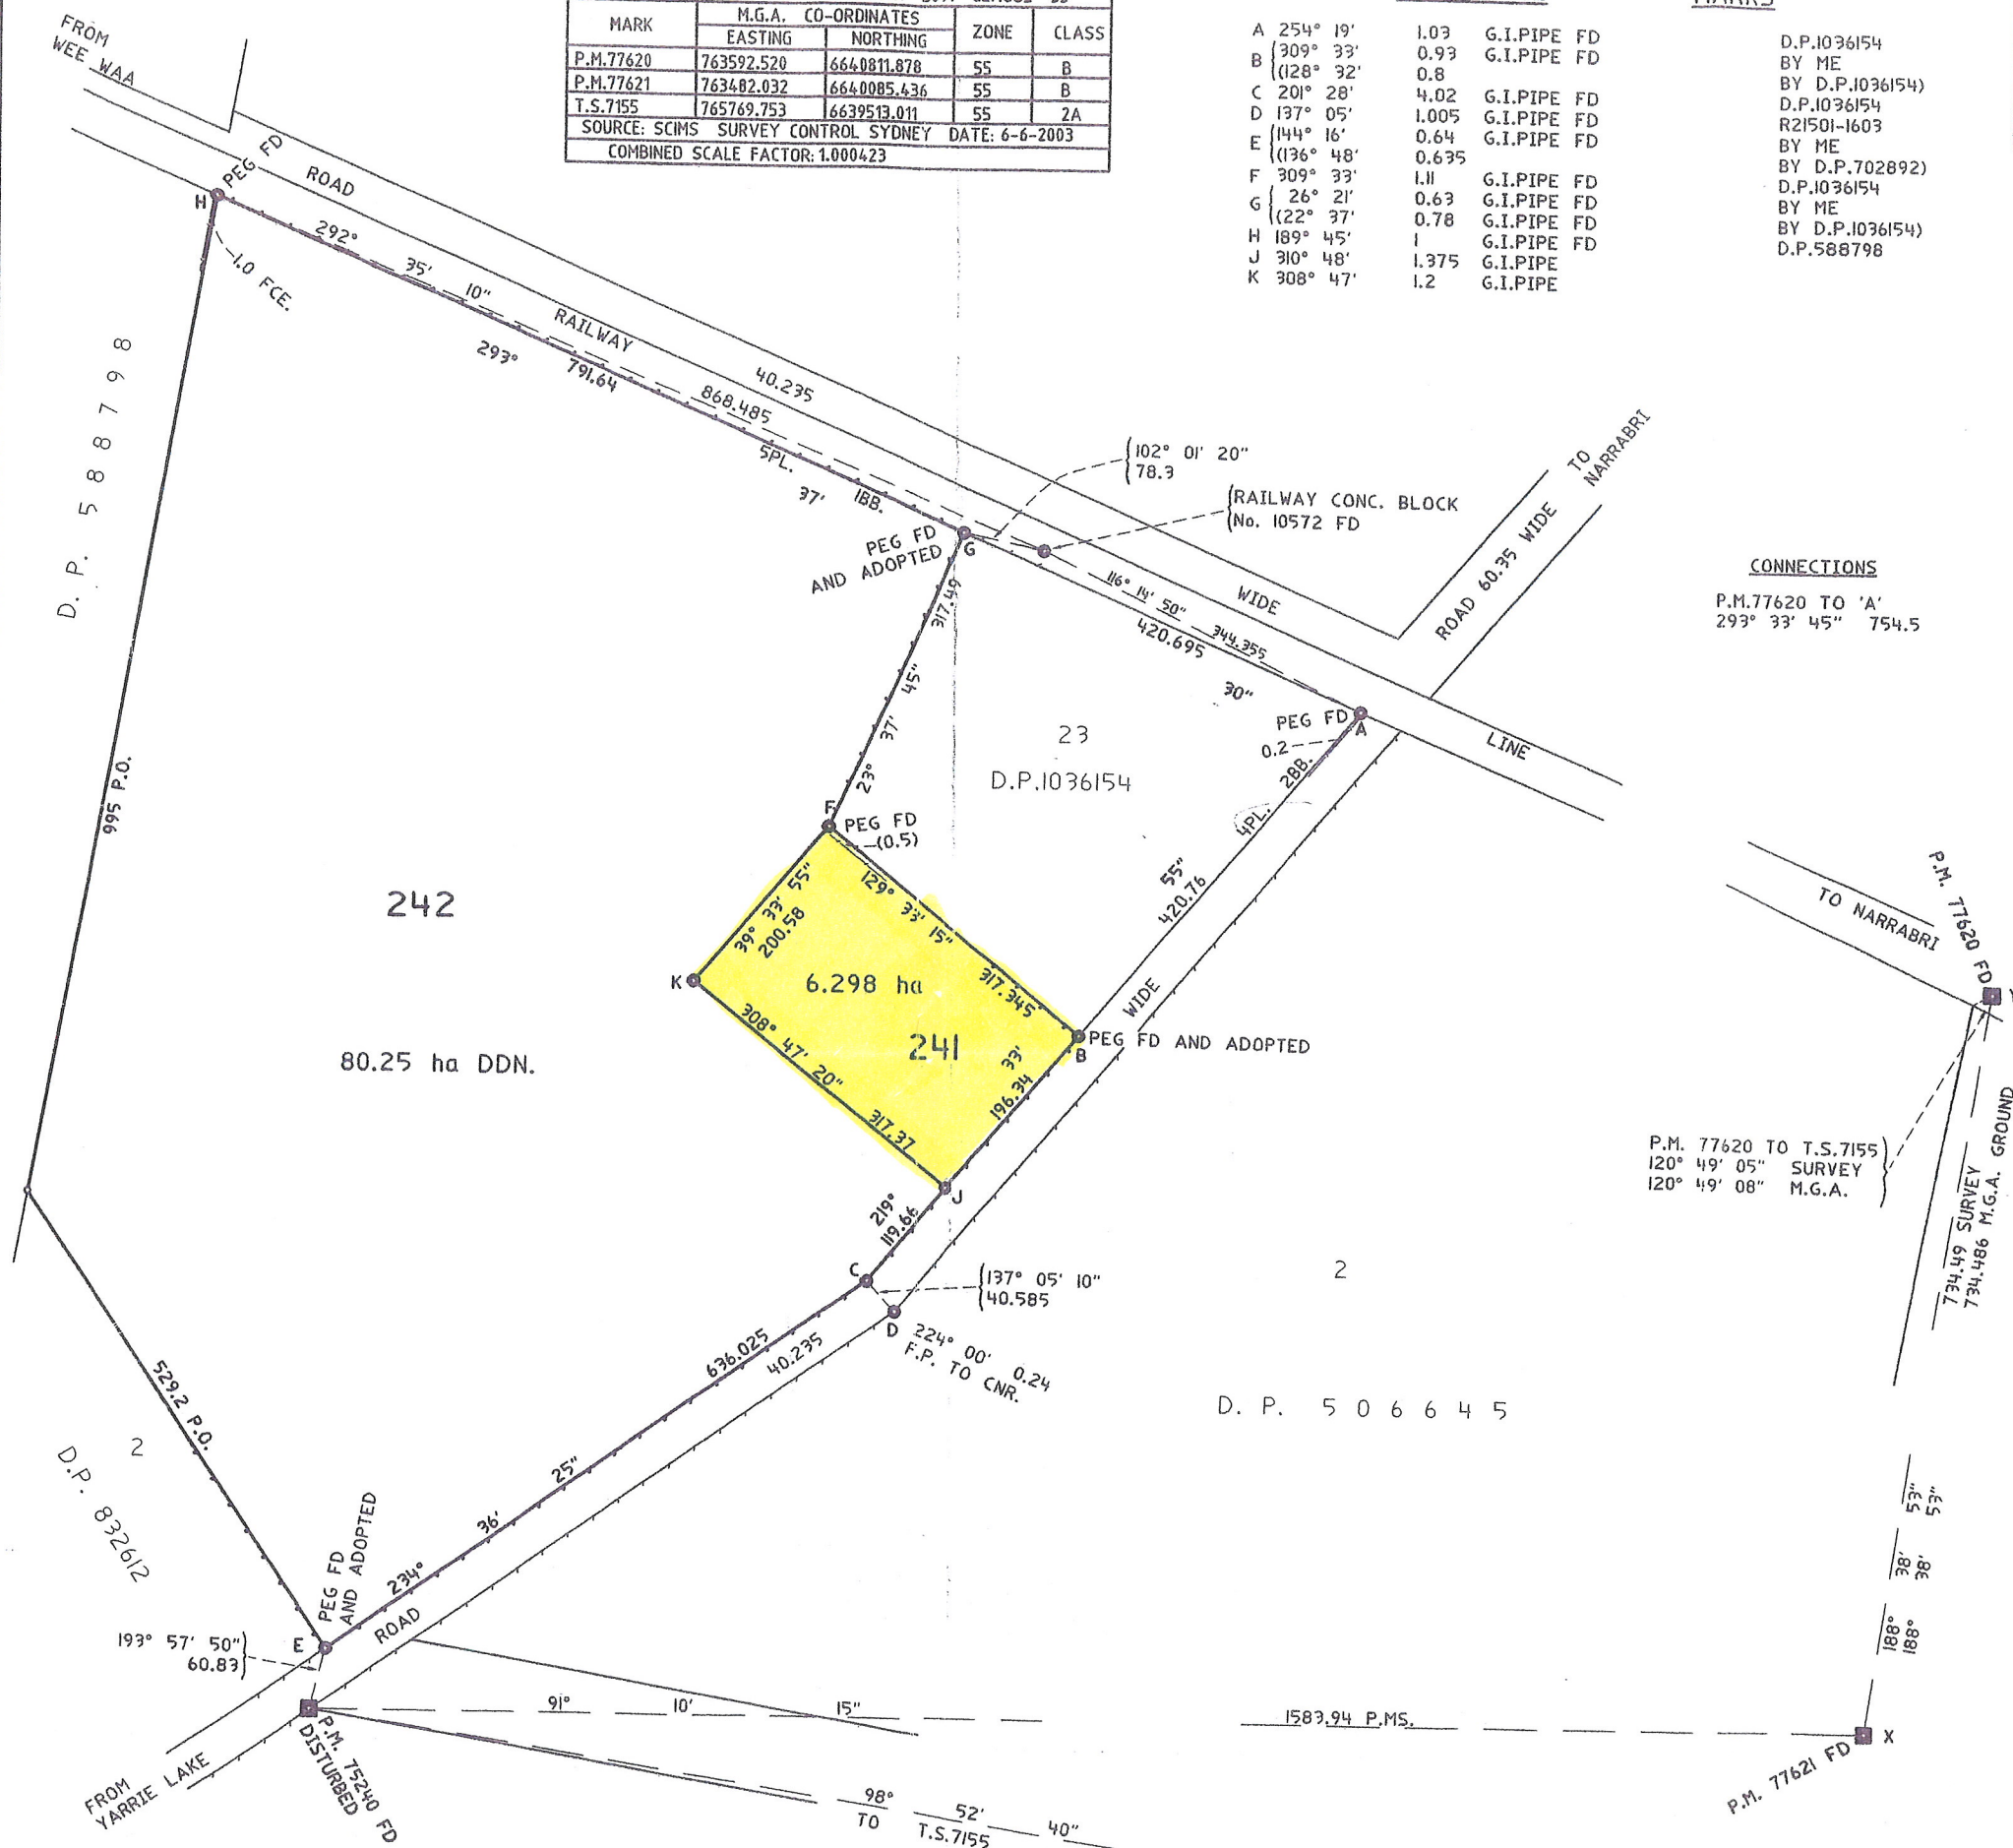 MARK M.G.A. CO-ORDINATES ZONE CLASS
EASTING NORTHING
P.M.77620 763592.520 6640811.878 55 B
P.M.77621 763482.032 6640085.436 55 B
T.S.7155 765769.753 6639513.011 55 2A
SOURCE: SCIMS SURVEY CONTROL SYDNEY DATE: 6-6-2003
COMBINED SCALE FACTOR: 1.000423
MARKS
A 254° 19' 1.03 G.I.PIPE FD D.P.1036154
B {309° 33' 0.93 G.I.PIPE FD BY ME
(128° 32' 0.8 BY D.P.1036154)
C 201° 28' 4.02 G.I.PIPE FD D.P.1036154
D 137° 05' 1.005 G.I.PIPE FD R21501-1603
E {144° 16' 0.64 G.I.PIPE FD BY ME
(136° 48' 0.635 BY D.P.702892)
F 309° 33' 1.11 G.I.PIPE FD D.P.1036154
G { 26° 21' 0.63 G.I.PIPE FD BY ME
(22° 37' 0.78 G.I.PIPE FD BY D.P.1036154)
H 189° 45' 1 G.I.PIPE FD D.P.588798
J 310° 48' 1.375 G.I.PIPE
K 308° 47' 1.2 G.I.PIPE
FROM
WEE WAA
PEG FD
H
ROAD
1.0 FCE.
292° 35' 10"
RAILWAY
293°
791.64
868.485
40.235
5PL.
37'
1BB.
D.P. 588798
{102° 01' 20"
{78.3
{RAILWAY CONC. BLOCK
(No. 10572 FD
PEG FD
AND ADOPTED
G
116° 14' 50" 344.355
420.695
30"
WIDE
TO
NARRABRI
ROAD 60.35 WIDE
CONNECTIONS
P.M.77620 TO 'A'
293° 33' 45" 754.5
317.49
23° 37' 45"
23
D.P.1036154
PEG FD
A
0.2
LINE
2BB.
4PL.
55"
420.76
995 P.O.
F
PEG FD
(0.5)
129° 33' 15"
317.345
39° 33' 55"
200.58
242
K
6.298 ha
241
80.25 ha DDN.
308° 47' 20"
317.37
WIDE
PEG FD AND ADOPTED
B
33'
196.34
J
219°
119.66
TO NARRABRI
P.M. 77620 FD
P.M. 77620 TO T.S.7155)
120° 49' 05" SURVEY
120° 49' 08" M.G.A.
734.49 SURVEY
734.486 M.G.A. GROUND
C
{137° 05' 10"
{40.585
D
224° 00' 0.24
F.P. TO CNR.
2
D. P. 506645
636.025
40.235
529.2 P.O.
2
D.P. 832612
25"
36'
234°
PEG FD
AND ADOPTED
E
ROAD
193° 57' 50"}
60.83}
53"
53"
38'
38'
188°
188°
91° 10' 15"
1583.94 P.MS.
X
P.M. 77621 FD
P.M. 75240 FD
DISTURBED
FROM
YARRIE LAKE
98° 52' 40"
TO T.S.7155